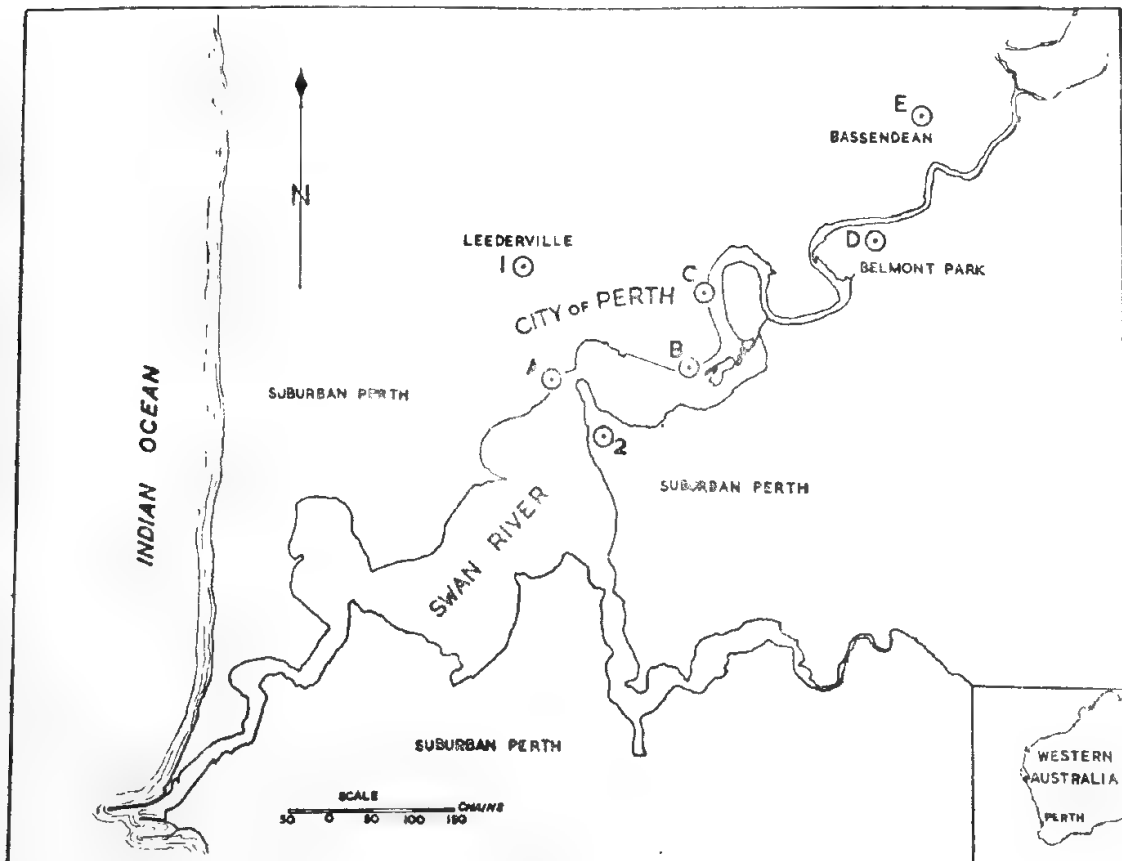 E
BASSENDEAN
N
LEEDERVILLE
1
D
BELMONT PARK
C
CITY OF PERTH
B
A
SUBURBAN PERTH
INDIAN OCEAN
2
SUBURBAN PERTH
SWAN RIVER
SUBURBAN PERTH
SCALE
CHAINS
50 0 50 100 150
WESTERN
AUSTRALIA
PERTH